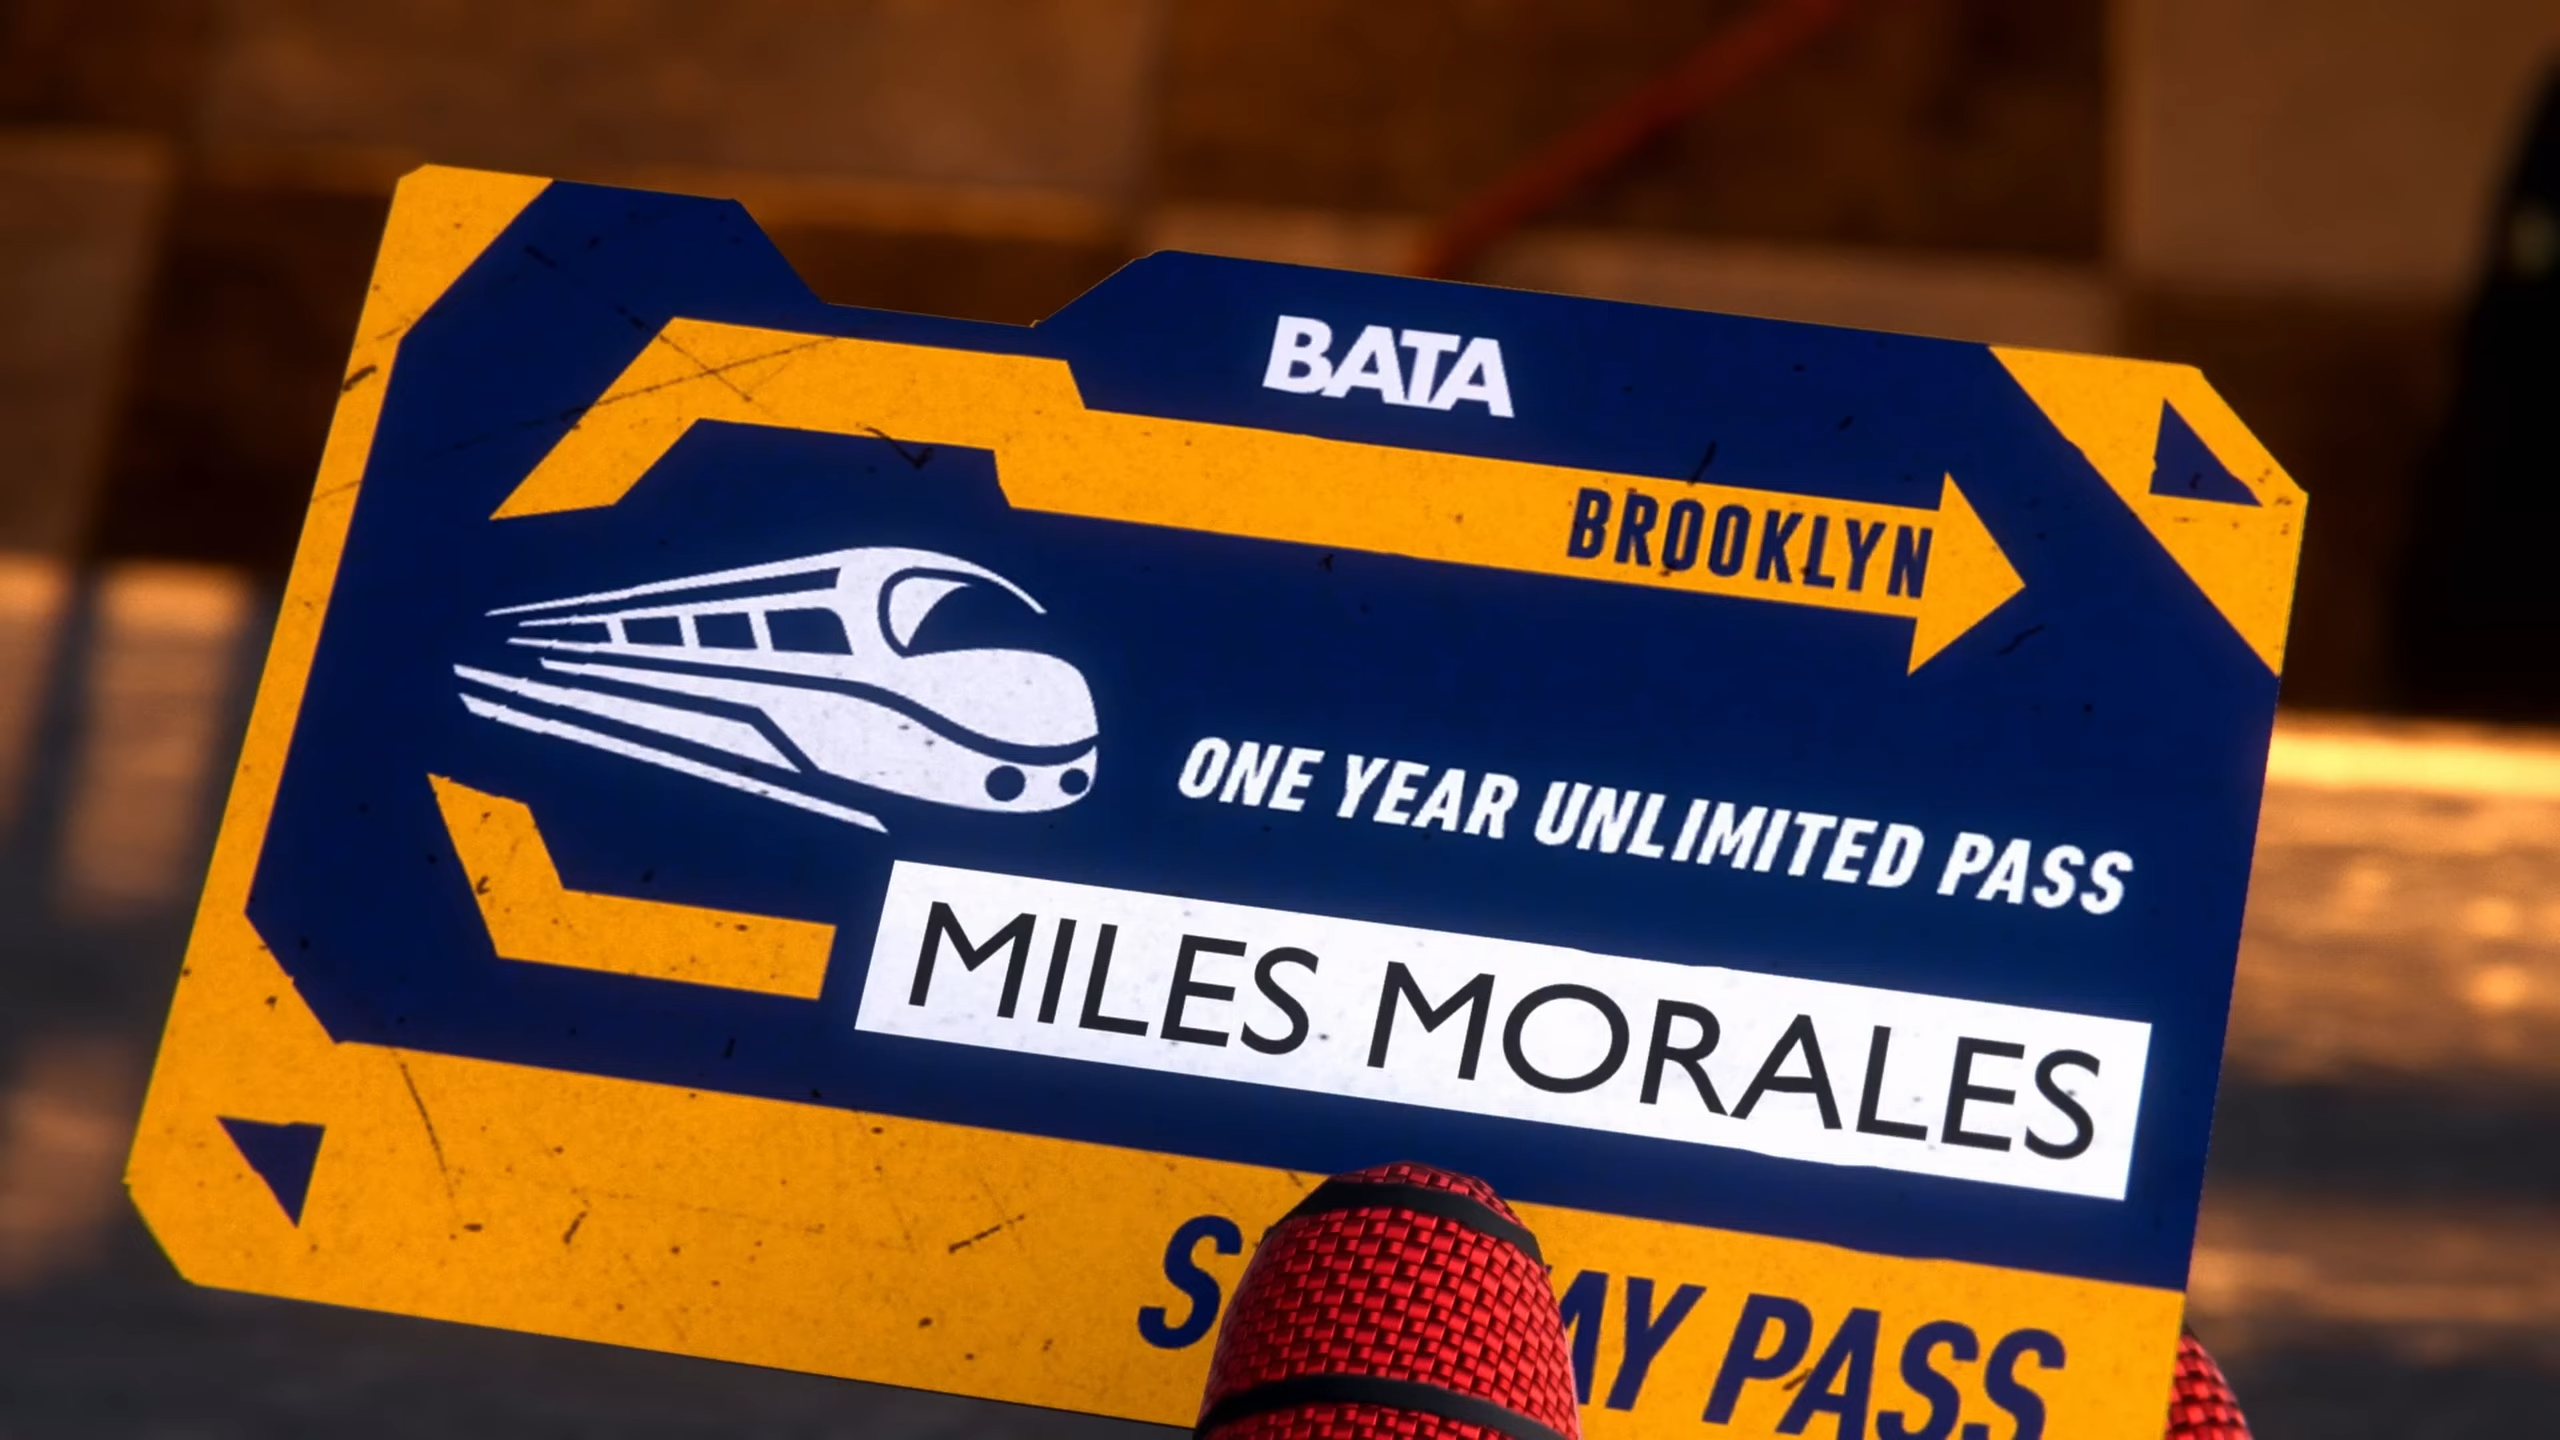 BATA
BROOKLYN
ONE YEAR UNLIMITED PASS
MILES MORALES
PASS